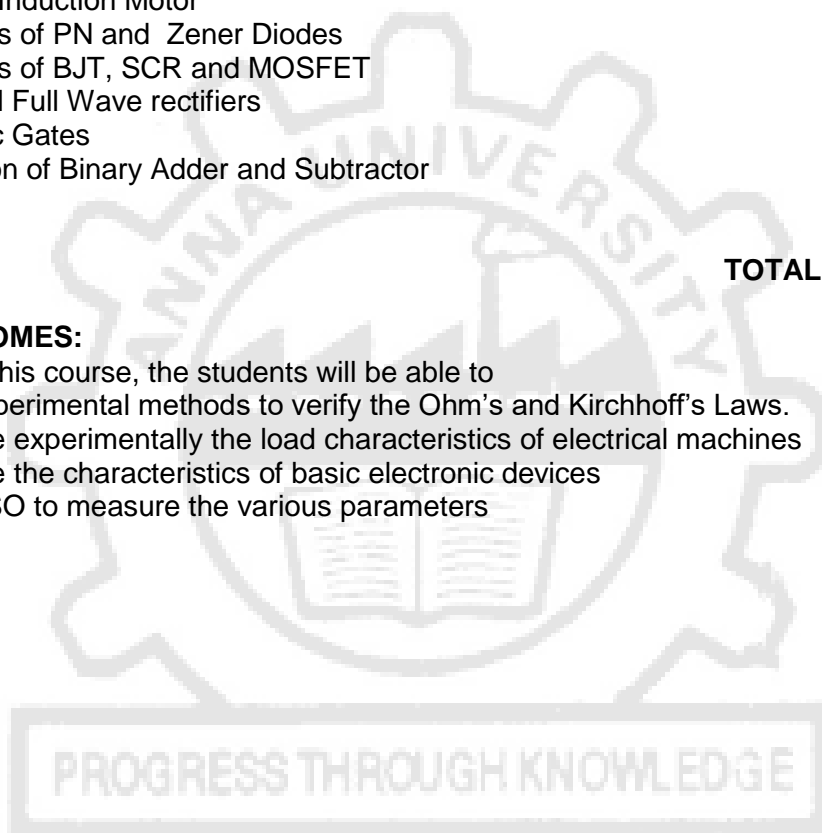 Induction Motor
s of PN and Zener Diodes
s of BJT, SCR and MOSFET
Full Wave rectifiers
c Gates
on of Binary Adder and Subtractor
ANNA UNIVERSITY
TOTAL
OMES:
his course, the students will be able to
perimental methods to verify the Ohm’s and Kirchhoff’s Laws.
e experimentally the load characteristics of electrical machines
e the characteristics of basic electronic devices
SO to measure the various parameters
PROGRESS THROUGH KNOWLEDGE